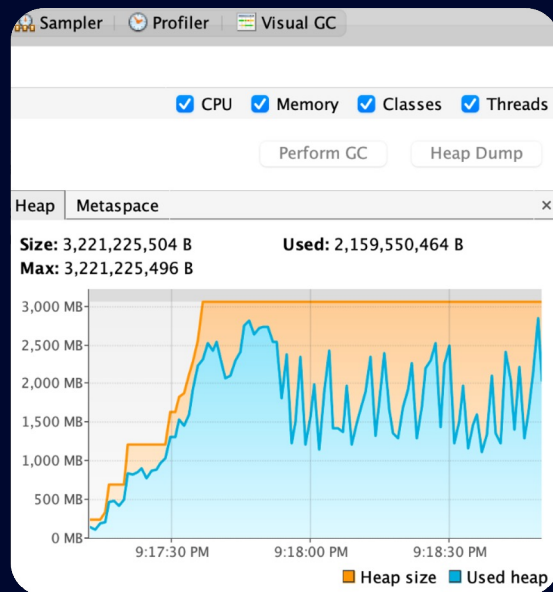 Sampler Profiler Visual GC
CPU Memory Classes Threads
Perform GC Heap Dump
Heap Metaspace ×
Size: 3,221,225,504 B Used: 2,159,550,464 B
Max: 3,221,225,496 B
3,000 MB
2,500 MB
2,000 MB
1,500 MB
1,000 MB
500 MB
0 MB
9:17:30 PM 9:18:00 PM 9:18:30 PM
Heap size Used heap